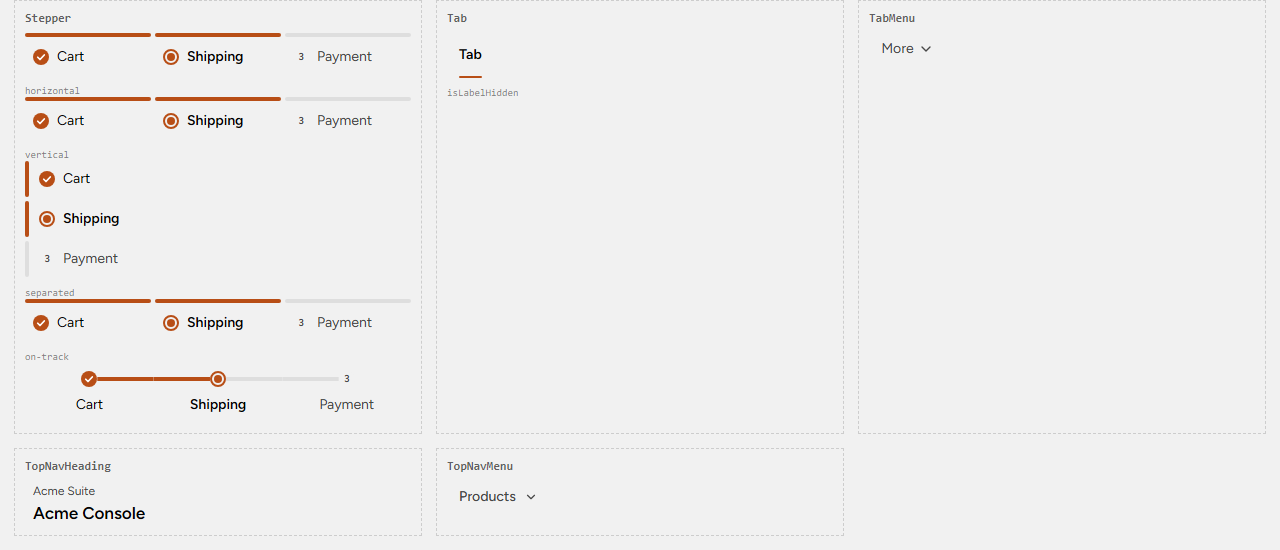 Stepper
Cart
Shipping
3 Payment
horizontal
Cart
Shipping
3 Payment
vertical
Cart
Shipping
3 Payment
separated
Cart
Shipping
3 Payment
on-track
3
Cart
Shipping
Payment
Tab
Tab
isLabelHidden
TabMenu
More
TopNavHeading
Acme Suite
Acme Console
TopNavMenu
Products